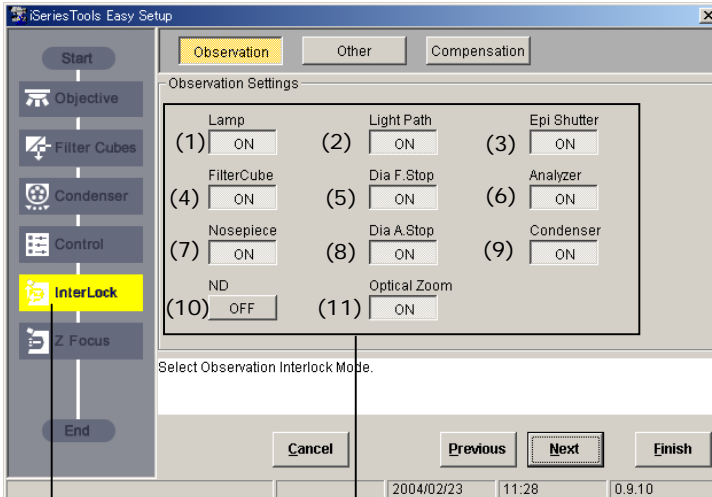 iSeriesTools Easy Setup
Start
Objective
Filter Cubes
Condenser
Control
InterLock
Z Focus
End
Observation Other Compensation
Observation Settings
Lamp Light Path Epi Shutter
(1) ON (2) ON (3) ON
FilterCube Dia F.Stop Analyzer
(4) ON (5) ON (6) ON
Nosepiece Dia A.Stop Condenser
(7) ON (8) ON (9) ON
ND Optical Zoom
(10) OFF (11) ON
Select Observation Interlock Mode.
Cancel Previous Next Finish
2004/02/23 11:28 0.9.10